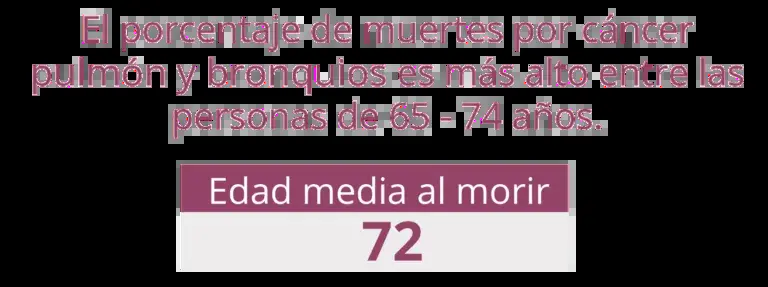 El porcentaje de muertes por cáncer
pulmón y bronquios es más alto entre las
personas de 65 - 74 años.
Edad media al morir
72